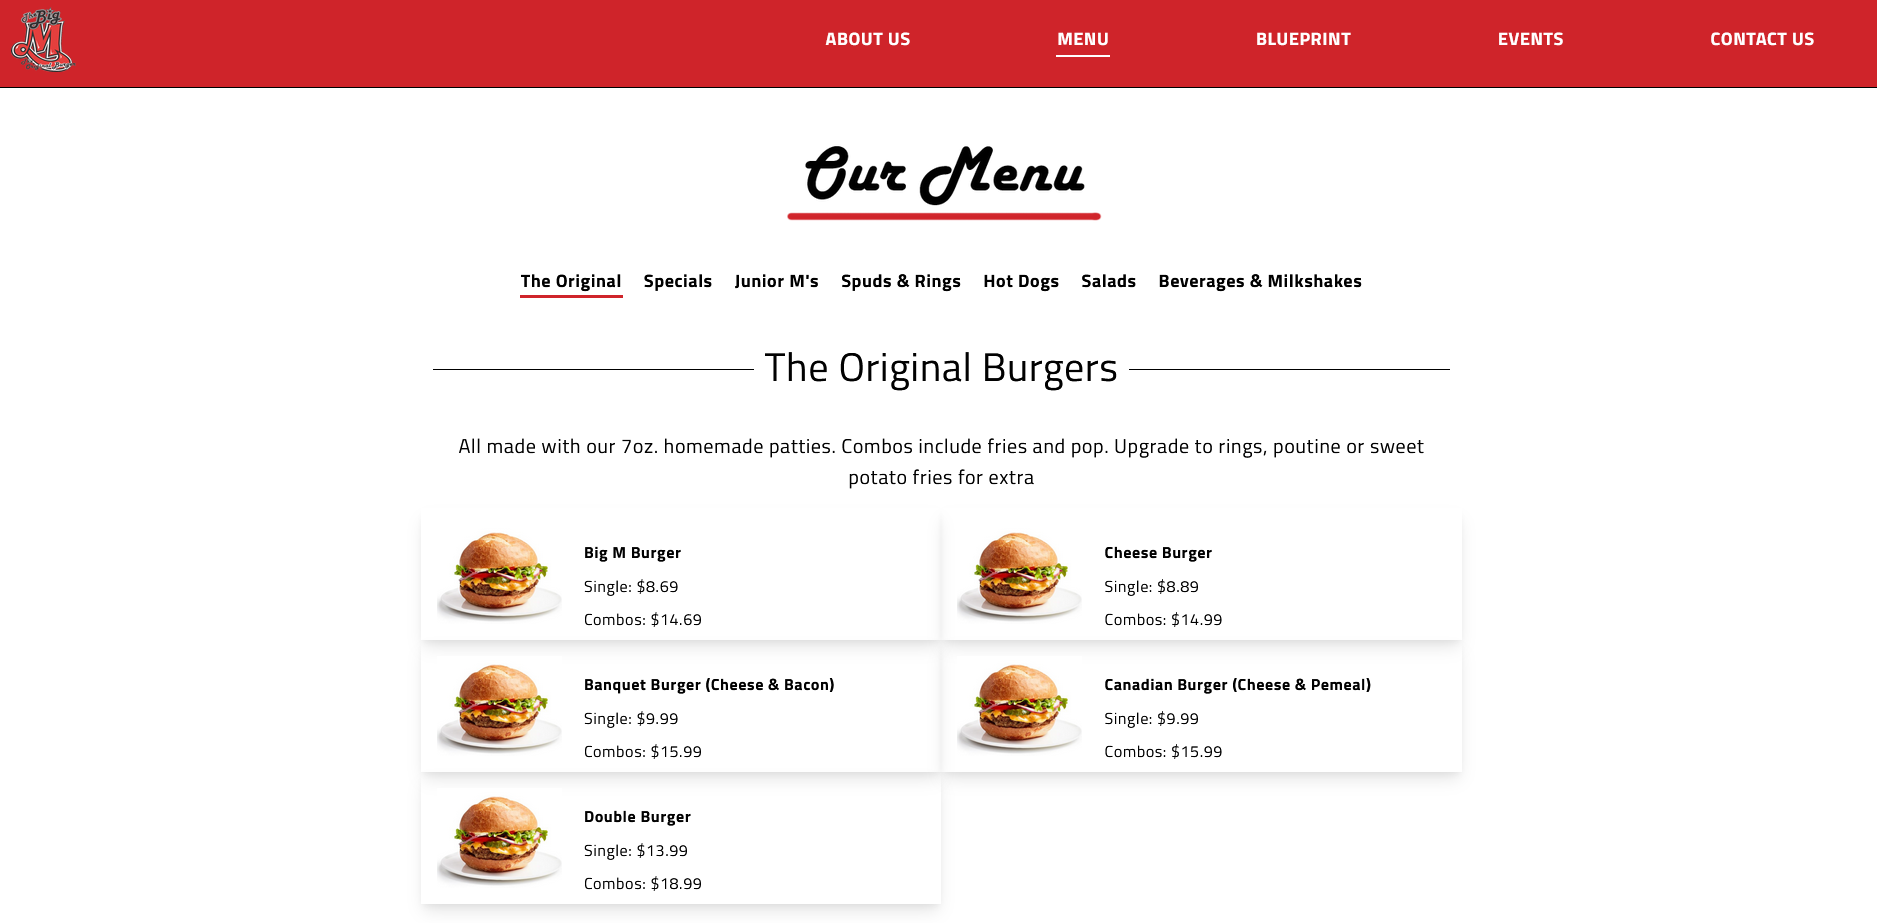 The Big
M
ABOUT US
MENU
BLUEPRINT
EVENTS
CONTACT US
Our Menu
The Original
Specials
Junior M's
Spuds & Rings
Hot Dogs
Salads
Beverages & Milkshakes
The Original Burgers
All made with our 7oz. homemade patties. Combos include fries and pop. Upgrade to rings, poutine or sweet
potato fries for extra
Big M Burger
Single: $8.69
Combos: $14.69
Cheese Burger
Single: $8.89
Combos: $14.99
Banquet Burger (Cheese & Bacon)
Single: $9.99
Combos: $15.99
Canadian Burger (Cheese & Pemeal)
Single: $9.99
Combos: $15.99
Double Burger
Single: $13.99
Combos: $18.99